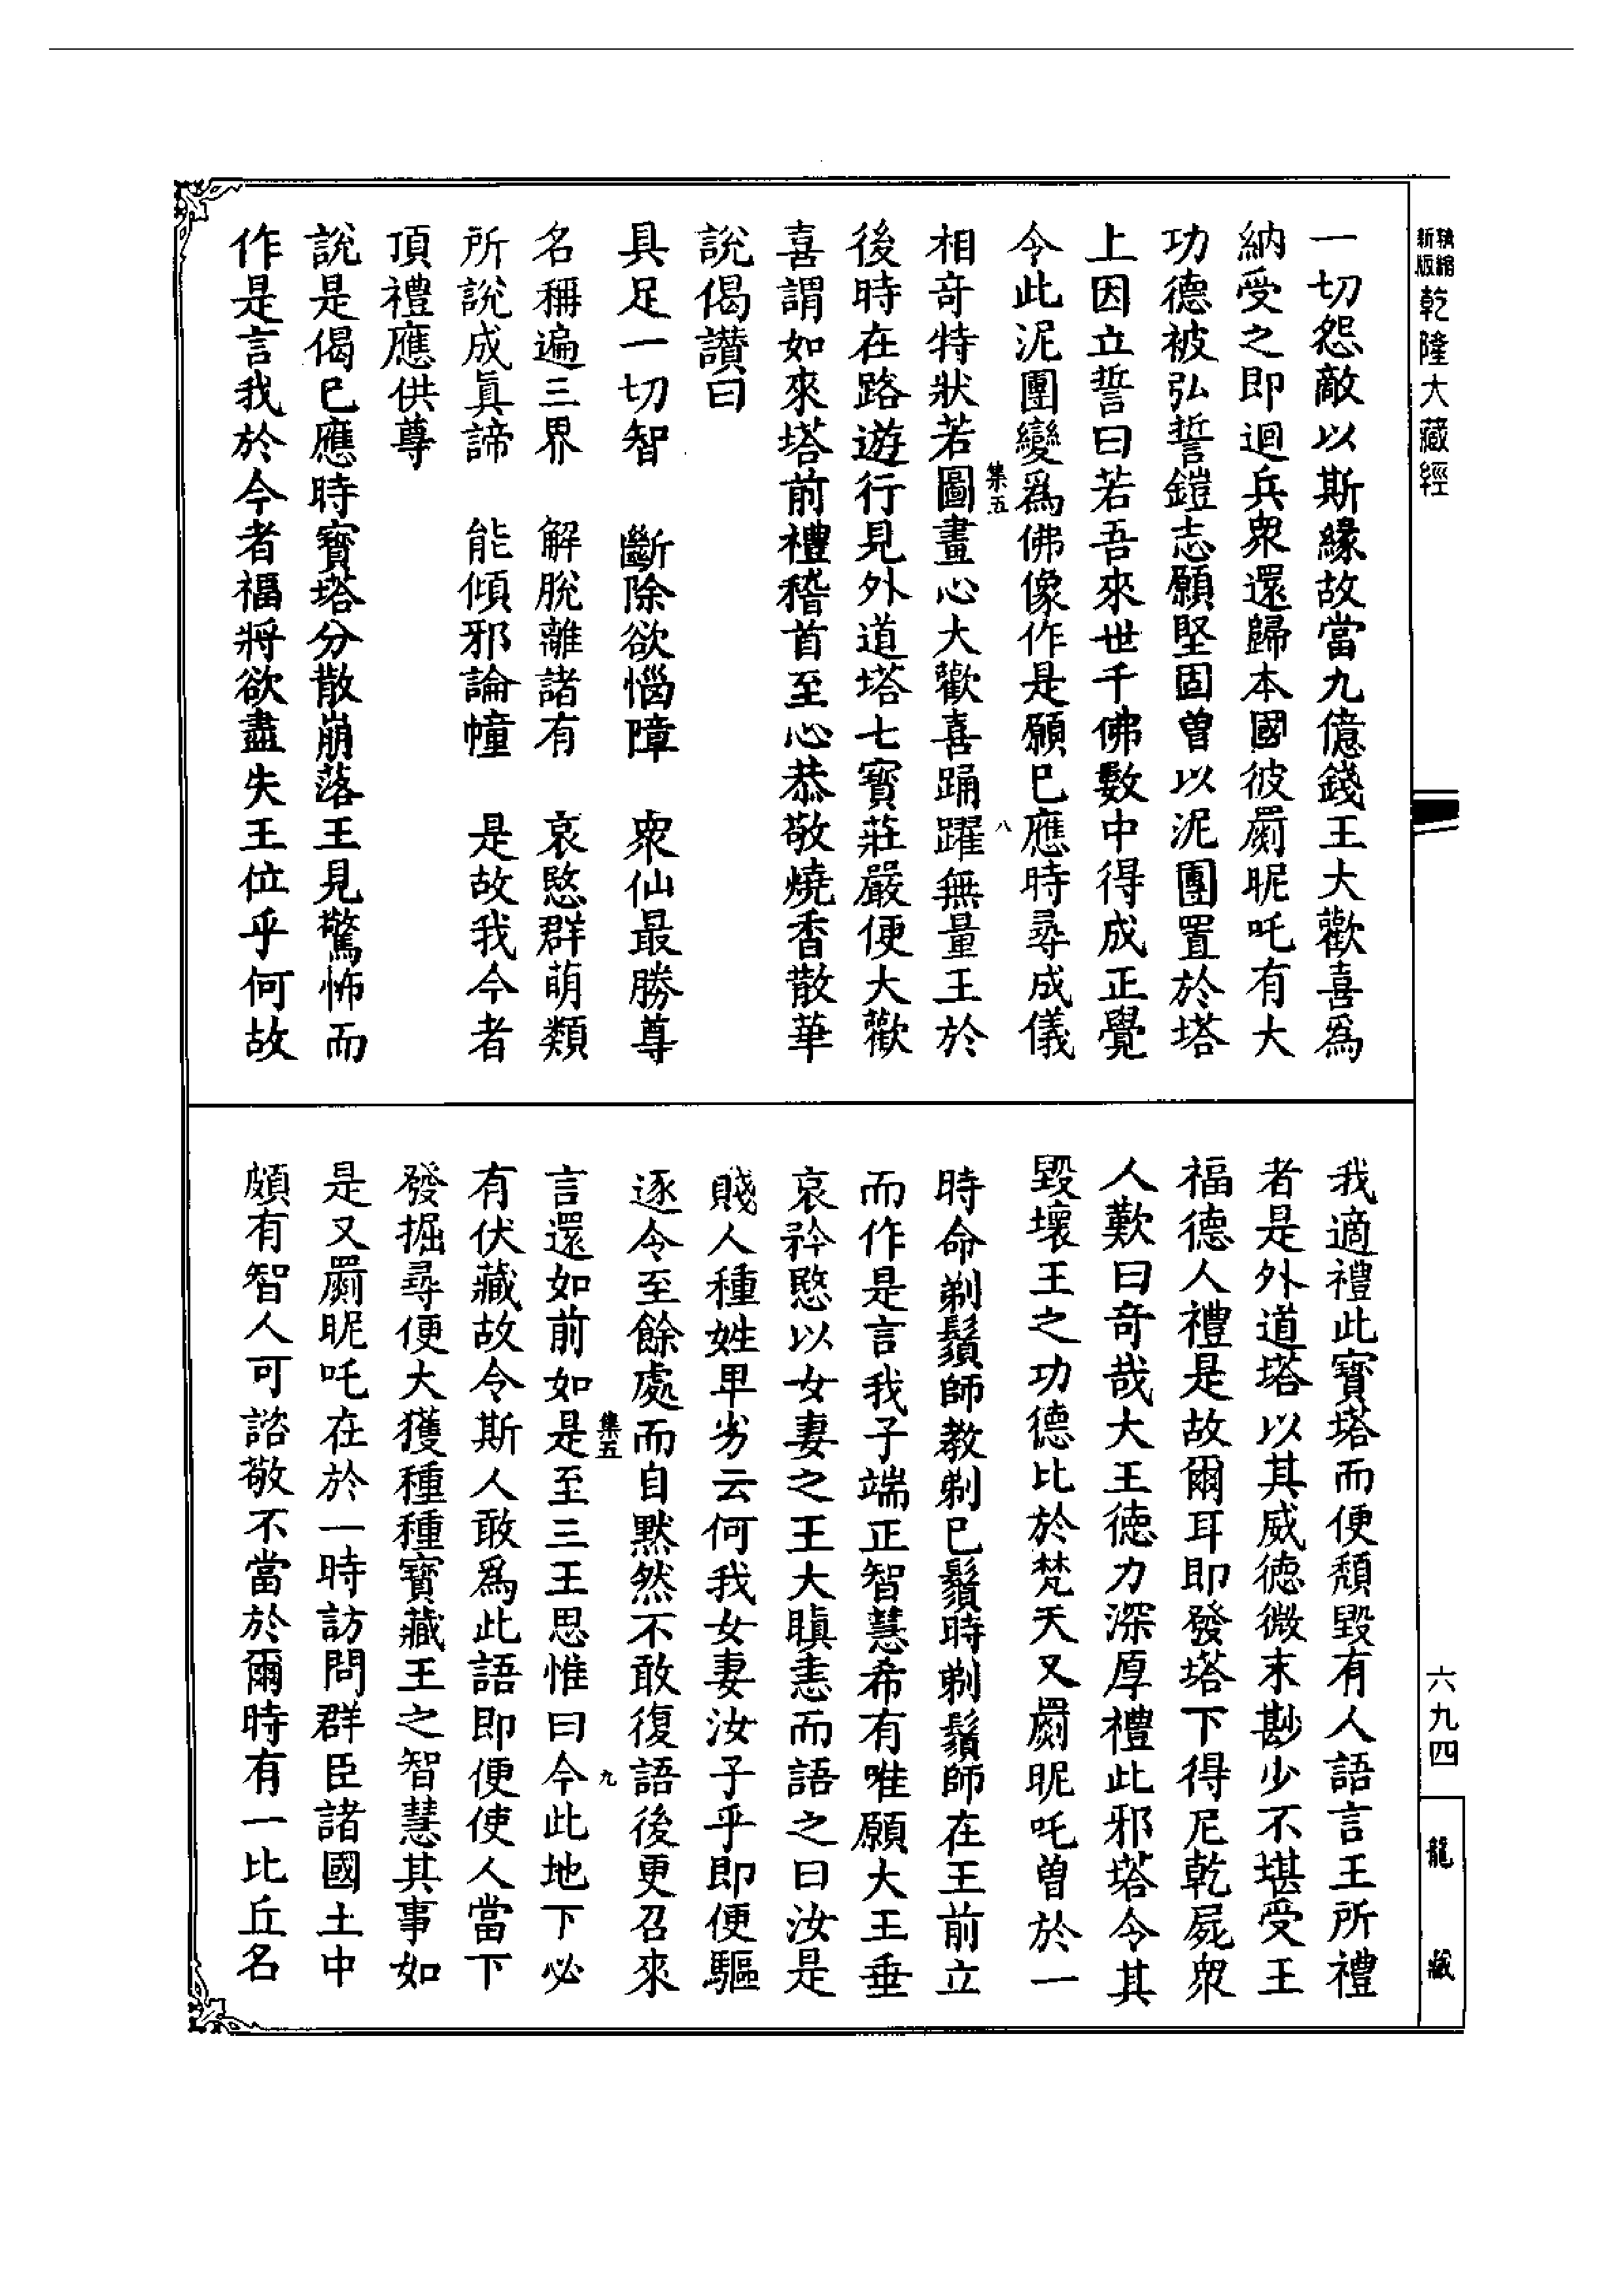 新版精縮乾隆大藏經
一切怨敵以斯緣故當九億錢王大歡喜爲
納受之即迴兵衆還歸本國彼罽昵吒有大
功德被弘誓鎧志願堅固曾以泥團置於塔
上因立誓曰若吾來世千佛數中得成正覺
今此泥團變爲佛像作是願已應時尋成儀
集五
八
相奇特狀若圖畫心大歡喜踊躍無量王於
後時在路遊行見外道塔七寶莊嚴便大歡
喜謂如來塔前禮稽首至心恭敬燒香散華
說偈讚曰
具足一切智　斷除欲惱障　衆仙最勝尊
名稱遍三界　解脫離諸有　哀愍群萌類
所說成眞諦　能傾邪論幢　是故我今者
頂禮應供尊
說是偈已應時寶塔分散崩落王見驚怖而
作是言我於今者福將欲盡失王位乎何故
我適禮此寶塔而便頹毀有人語言王所禮
者是外道塔以其威德微末尠少不堪受王
福德人禮是故爾耳即發塔下得尼乾屍衆
人歎曰奇哉大王德力深厚禮此邪塔令其
毀壞王之功德比於梵天又罽昵吒曾於一
時命剃鬚師教剃已鬚時剃鬚師在王前立
而作是言我子端正智慧希有唯願大王垂
哀矜愍以女妻之王大瞋恚而語之曰汝是
賤人種姓卑劣云何我女妻汝子乎即便驅
逐令至餘處而自默然不敢復語後更召來
集五
九
言還如前如是至三王思惟曰今此地下必
有伏藏故令斯人敢爲此語即便使人當下
發掘尋便大獲種種寶藏王之智慧其事如
是又罽昵吒在於一時訪問群臣諸國土中
頗有智人可諮敬不當於爾時有一比丘名
六九四
龍藏